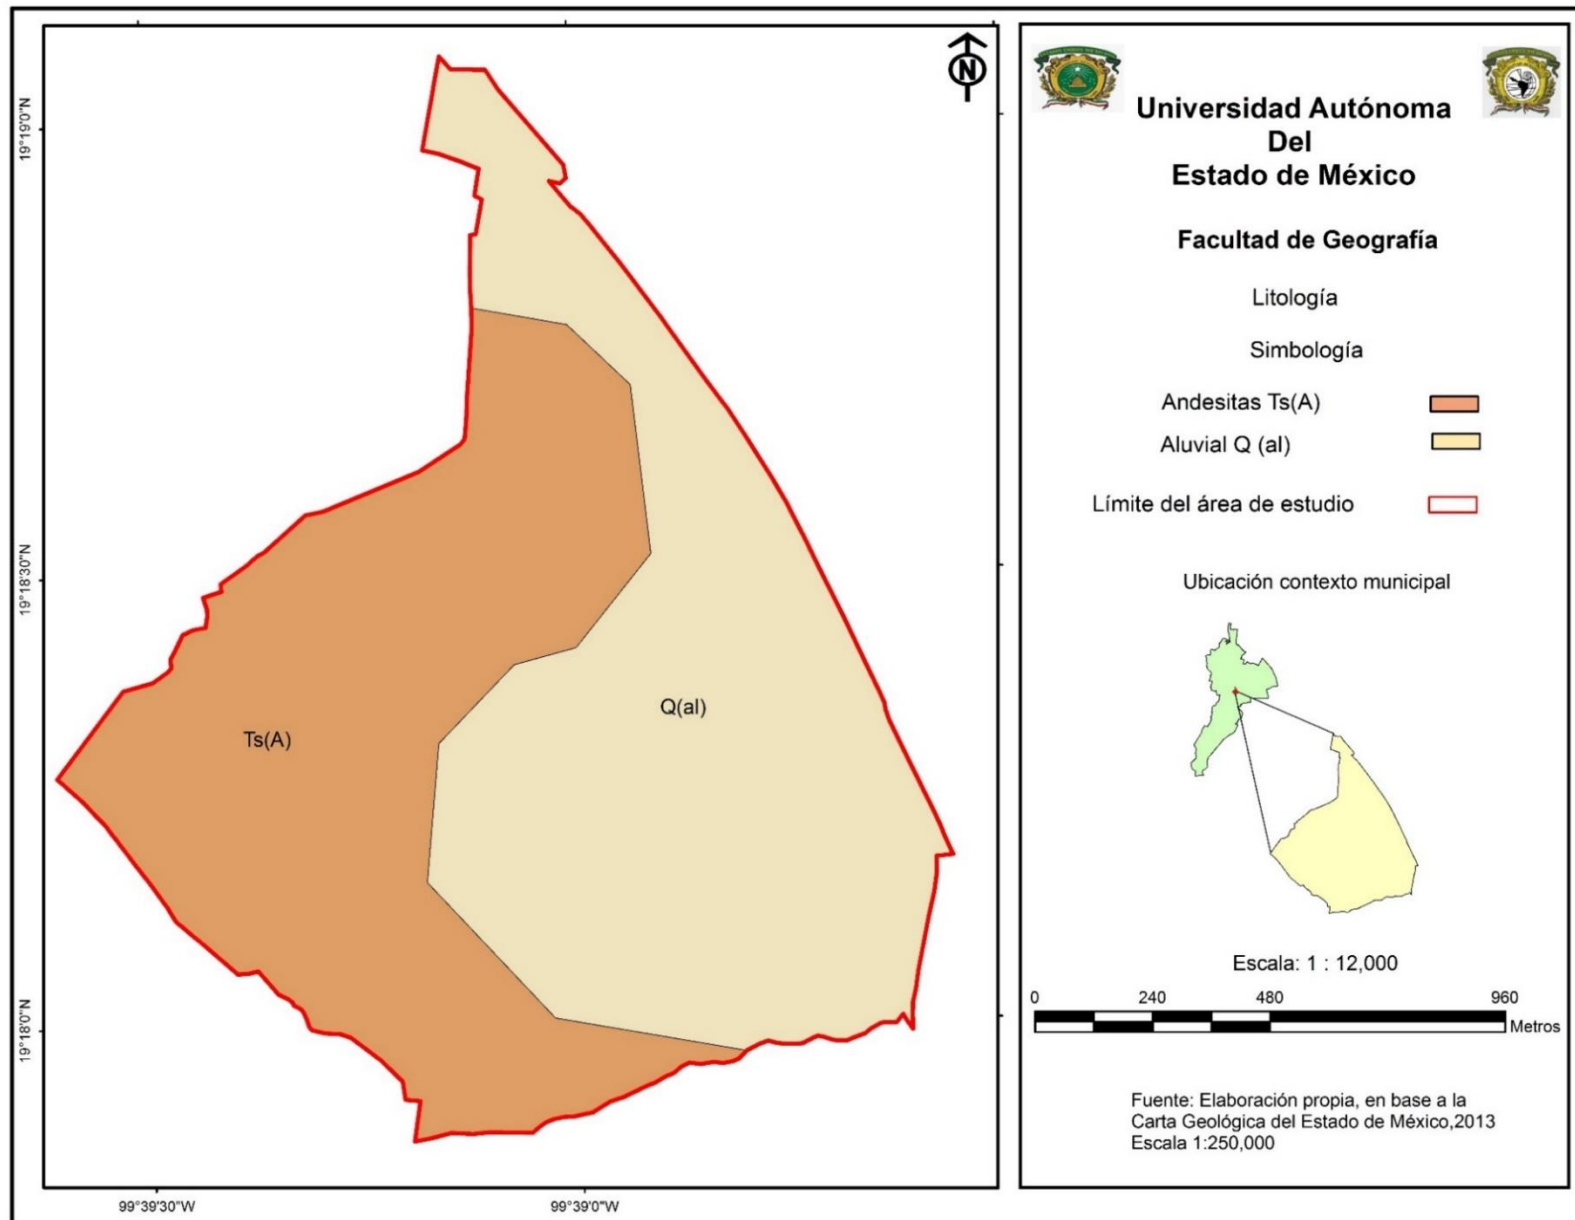 19°19'0"N
19°18'30"N
19°18'0"N
99°39'30"W
99°39'0"W
N
Ts(A)
Q(al)
Universidad Autónoma
Del
Estado de México
Facultad de Geografía
Litología
Simbología
Andesitas Ts(A)
Aluvial Q (al)
Límite del área de estudio
Ubicación contexto municipal
Escala: 1 : 12,000
0 240 480 960
Metros
Fuente: Elaboración propia, en base a la
Carta Geológica del Estado de México,2013
Escala 1:250,000